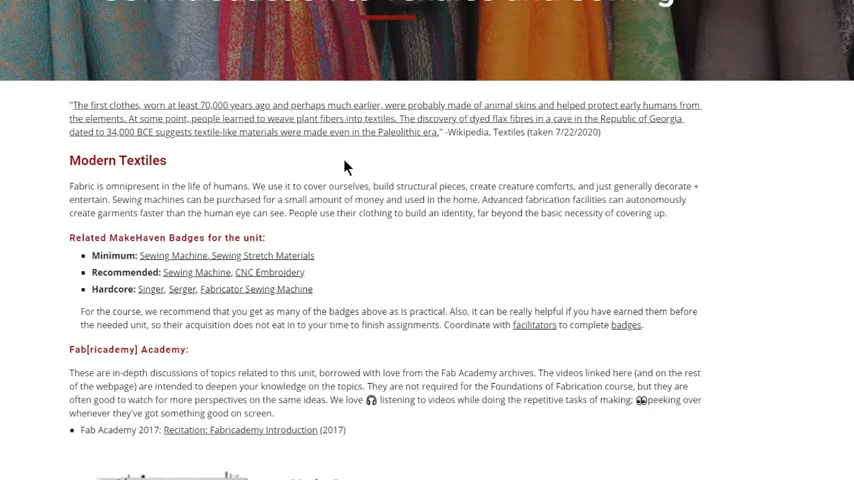 "The first clothes, worn at least 70,000 years ago and perhaps much earlier, were probably made of animal skins and helped protect early humans from
the elements. At some point, people learned to weave plant fibers into textiles. The discovery of dyed flax fibres in a cave in the Republic of Georgia
dated to 34,000 BCE suggests textile-like materials were made even in the Paleolithic era." -Wikipedia, Textiles (taken 7/22/2020)
Modern Textiles
Fabric is omnipresent in the life of humans. We use it to cover ourselves, build structural pieces, create creature comforts, and just generally decorate +
entertain. Sewing machines can be purchased for a small amount of money and used in the home. Advanced fabrication facilities can autonomously
create garments faster than the human eye can see. People use their clothing to build an identity, far beyond the basic necessity of covering up.
Related MakeHaven Badges for the unit:
Minimum: Sewing Machine, Sewing Stretch Materials
Recommended: Sewing Machine, CNC Embroidery
Hardcore: Singer, Serger, Fabricator Sewing Machine
For the course, we recommend that you get as many of the badges above as is practical. Also, it can be really helpful if you have earned them before
the needed unit, so their acquisition does not eat in to your time to finish assignments. Coordinate with facilitators to complete badges.
Fab[ricademy] Academy:
These are in-depth discussions of topics related to this unit, borrowed with love from the Fab Academy archives. The videos linked here (and on the rest
of the webpage) are intended to deepen your knowledge on the topics. They are not required for the Foundations of Fabrication course, but they are
often good to watch for more perspectives on the same ideas. We love 🎧 listening to videos while doing the repetitive tasks of making; 👀peeking over
whenever they've got something good on screen.
Fab Academy 2017: Recitation: Fabricademy Introduction (2017)